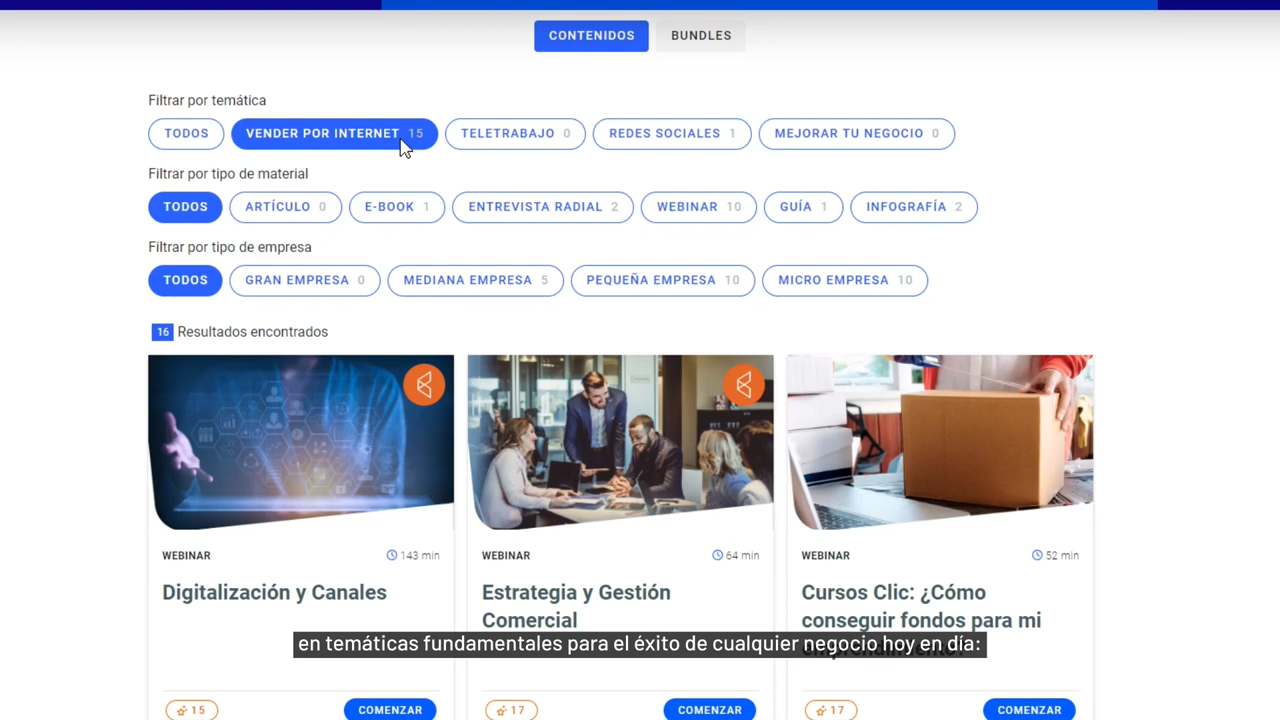 CONTENIDOS BUNDLES
Filtrar por temática
TODOS VENDER POR INTERNET 15 TELETRABAJO 0 REDES SOCIALES 1 MEJORAR TU NEGOCIO 0
Filtrar por tipo de material
TODOS ARTÍCULO 0 E-BOOK 1 ENTREVISTA RADIAL 2 WEBINAR 10 GUÍA 1 INFOGRAFÍA 2
Filtrar por tipo de empresa
TODOS GRAN EMPRESA 0 MEDIANA EMPRESA 5 PEQUEÑA EMPRESA 10 MICRO EMPRESA 10
16 Resultados encontrados
WEBINAR 143 min WEBINAR 64 min WEBINAR 52 min
Digitalización y Canales Estrategia y Gestión Cursos Clic: ¿Cómo
Comercial conseguir fondos para mi
en temáticas fundamentales para el éxito de cualquier negocio hoy en día:
15 COMENZAR 17 COMENZAR 17 COMENZAR